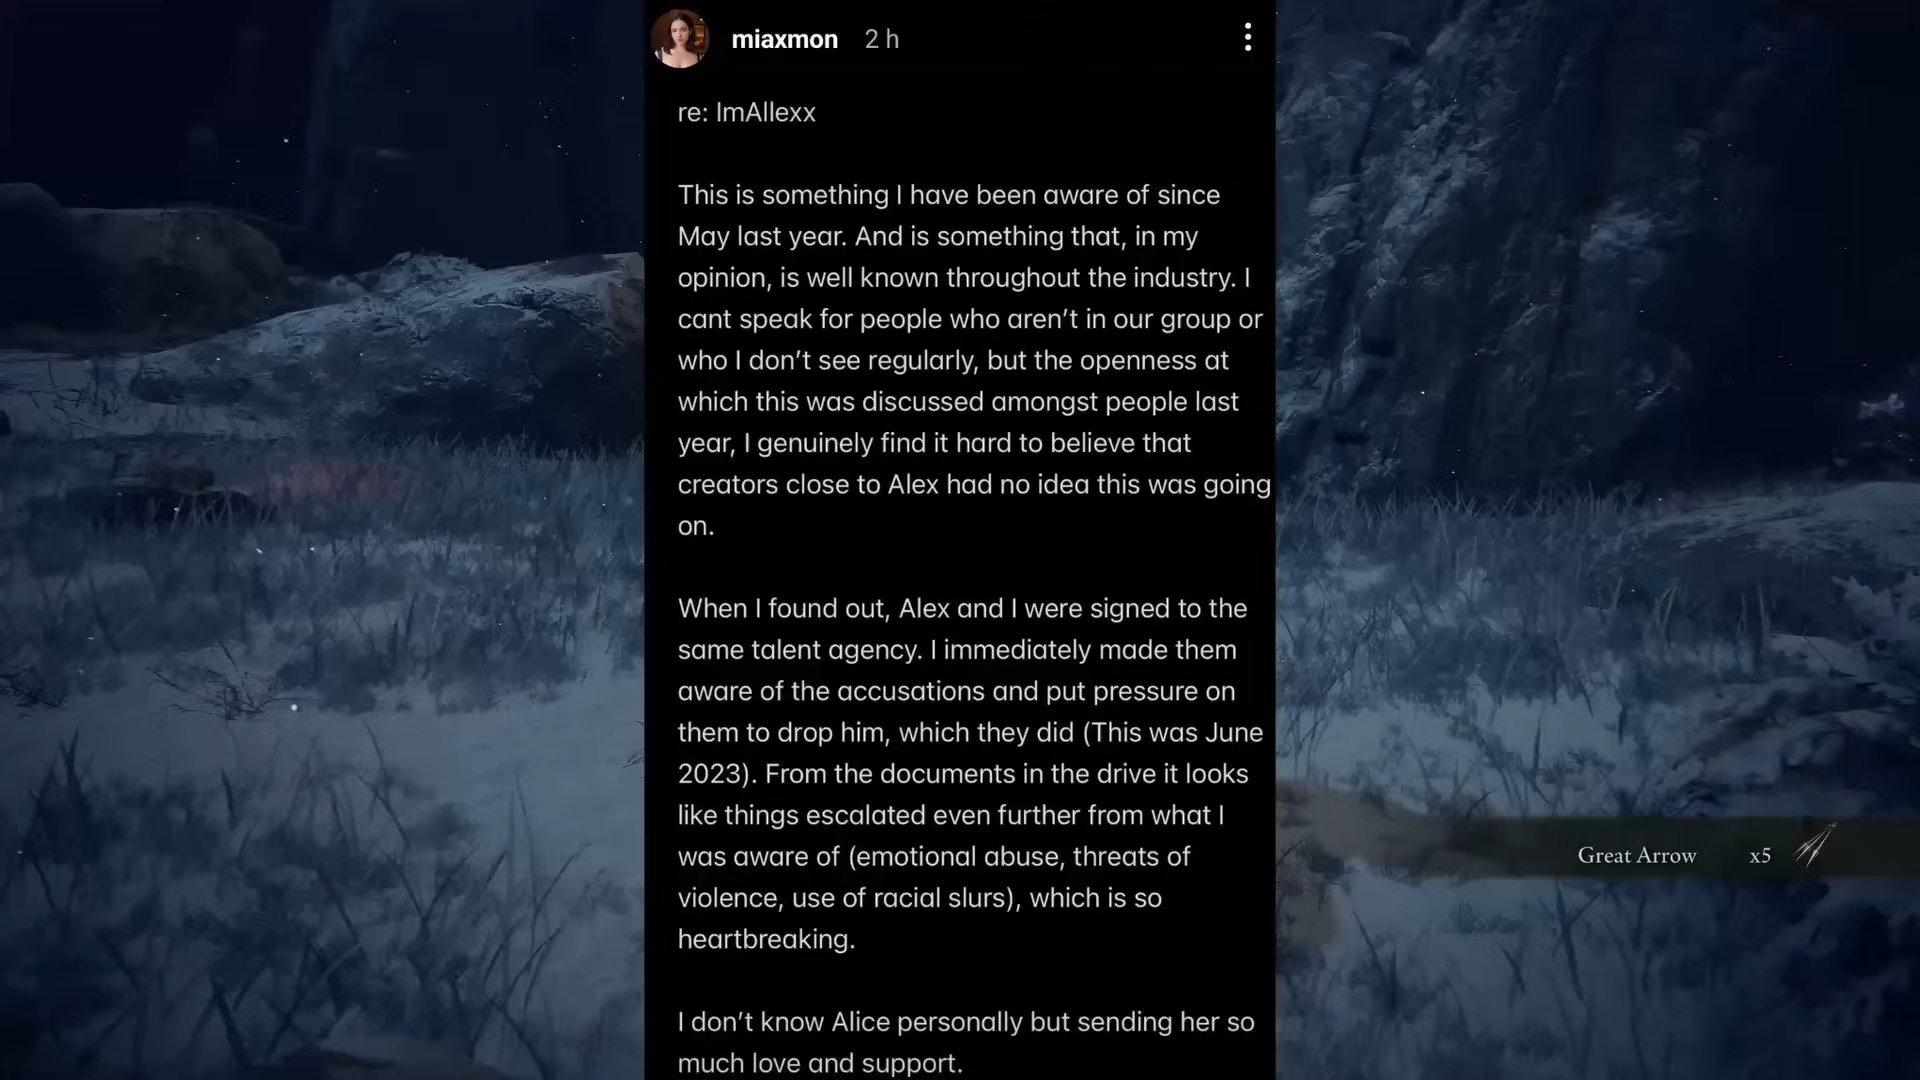 miaxmon 2 h
re: ImAllexx
This is something I have been aware of since
May last year. And is something that, in my
opinion, is well known throughout the industry. I
cant speak for people who aren’t in our group or
who I don’t see regularly, but the openness at
which this was discussed amongst people last
year, I genuinely find it hard to believe that
creators close to Alex had no idea this was going
on.
When I found out, Alex and I were signed to the
same talent agency. I immediately made them
aware of the accusations and put pressure on
them to drop him, which they did (This was June
2023). From the documents in the drive it looks
like things escalated even further from what I
was aware of (emotional abuse, threats of
violence, use of racial slurs), which is so
heartbreaking.
I don’t know Alice personally but sending her so
much love and support.
Great Arrow x5